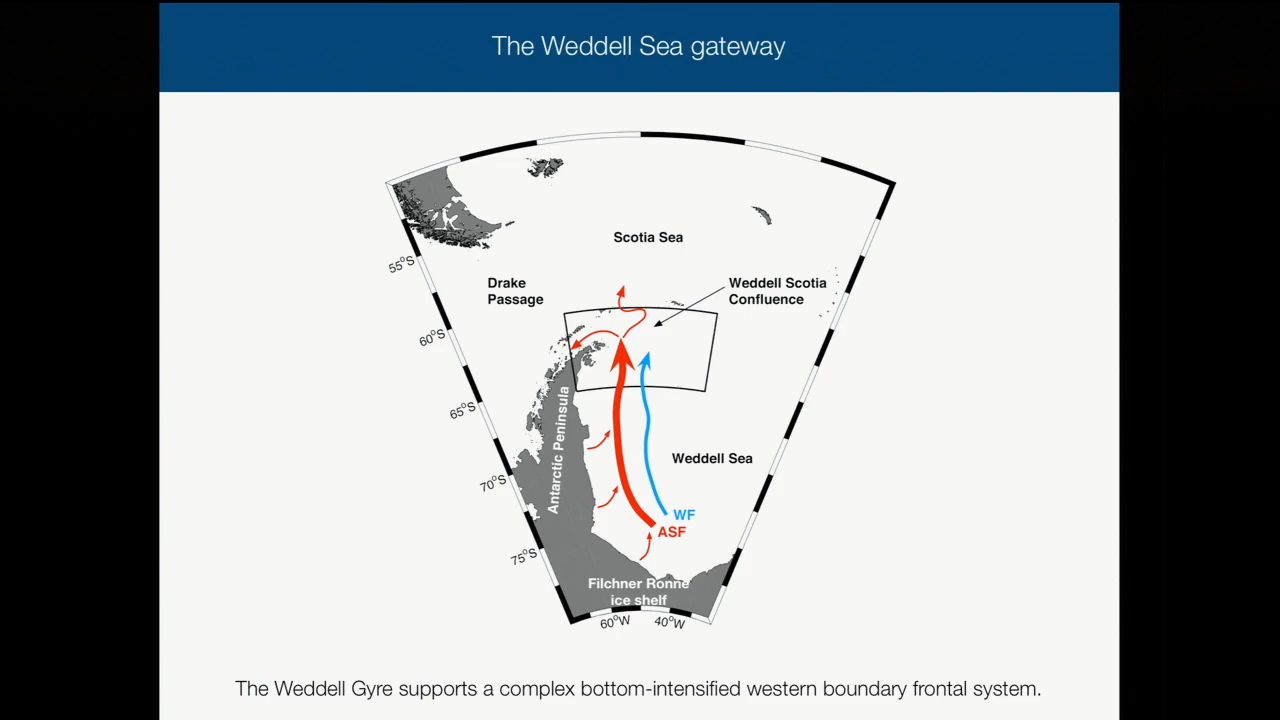 The Weddell Sea gateway
Scotia Sea
Drake
Passage
Weddell Scotia
Confluence
55°S
60°S
65°S
70°S
75°S
Antarctic Peninsula
Weddell Sea
WF
ASF
Filchner Ronne
ice shelf
60°W
40°W
The Weddell Gyre supports a complex bottom-intensified western boundary frontal system.